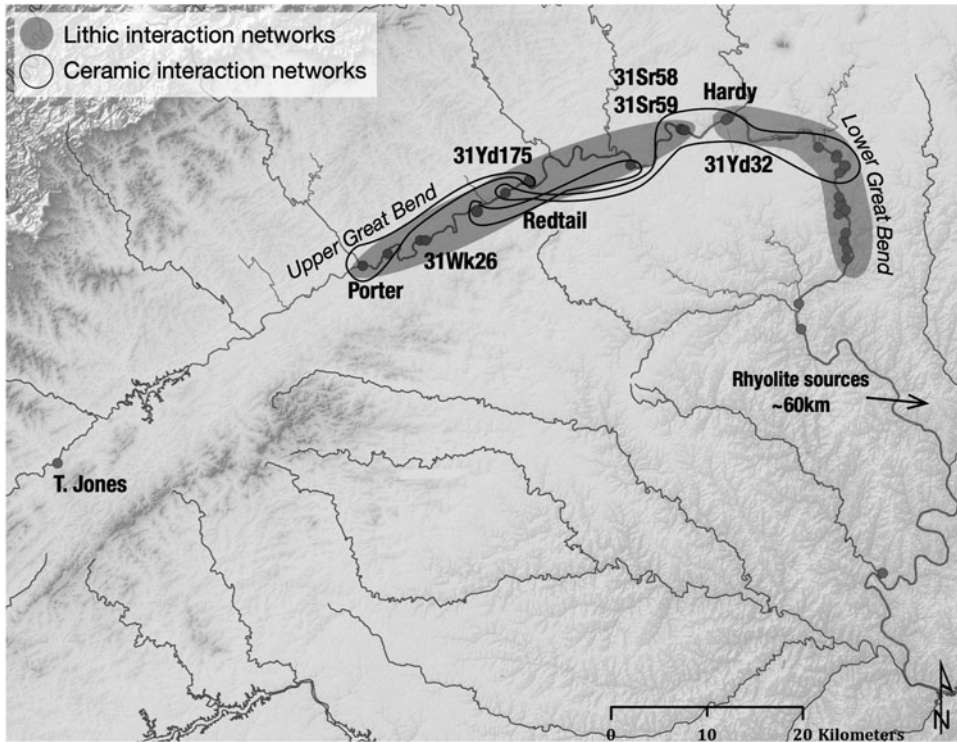 Lithic interaction networks
Ceramic interaction networks
31Sr58
31Sr59
Hardy
31Yd175
31Yd32
Lower Great Bend
Upper Great Bend
Redtail
31Wk26
Porter
Rhyolite sources
~60km
T. Jones
N
0 10 20 Kilometers